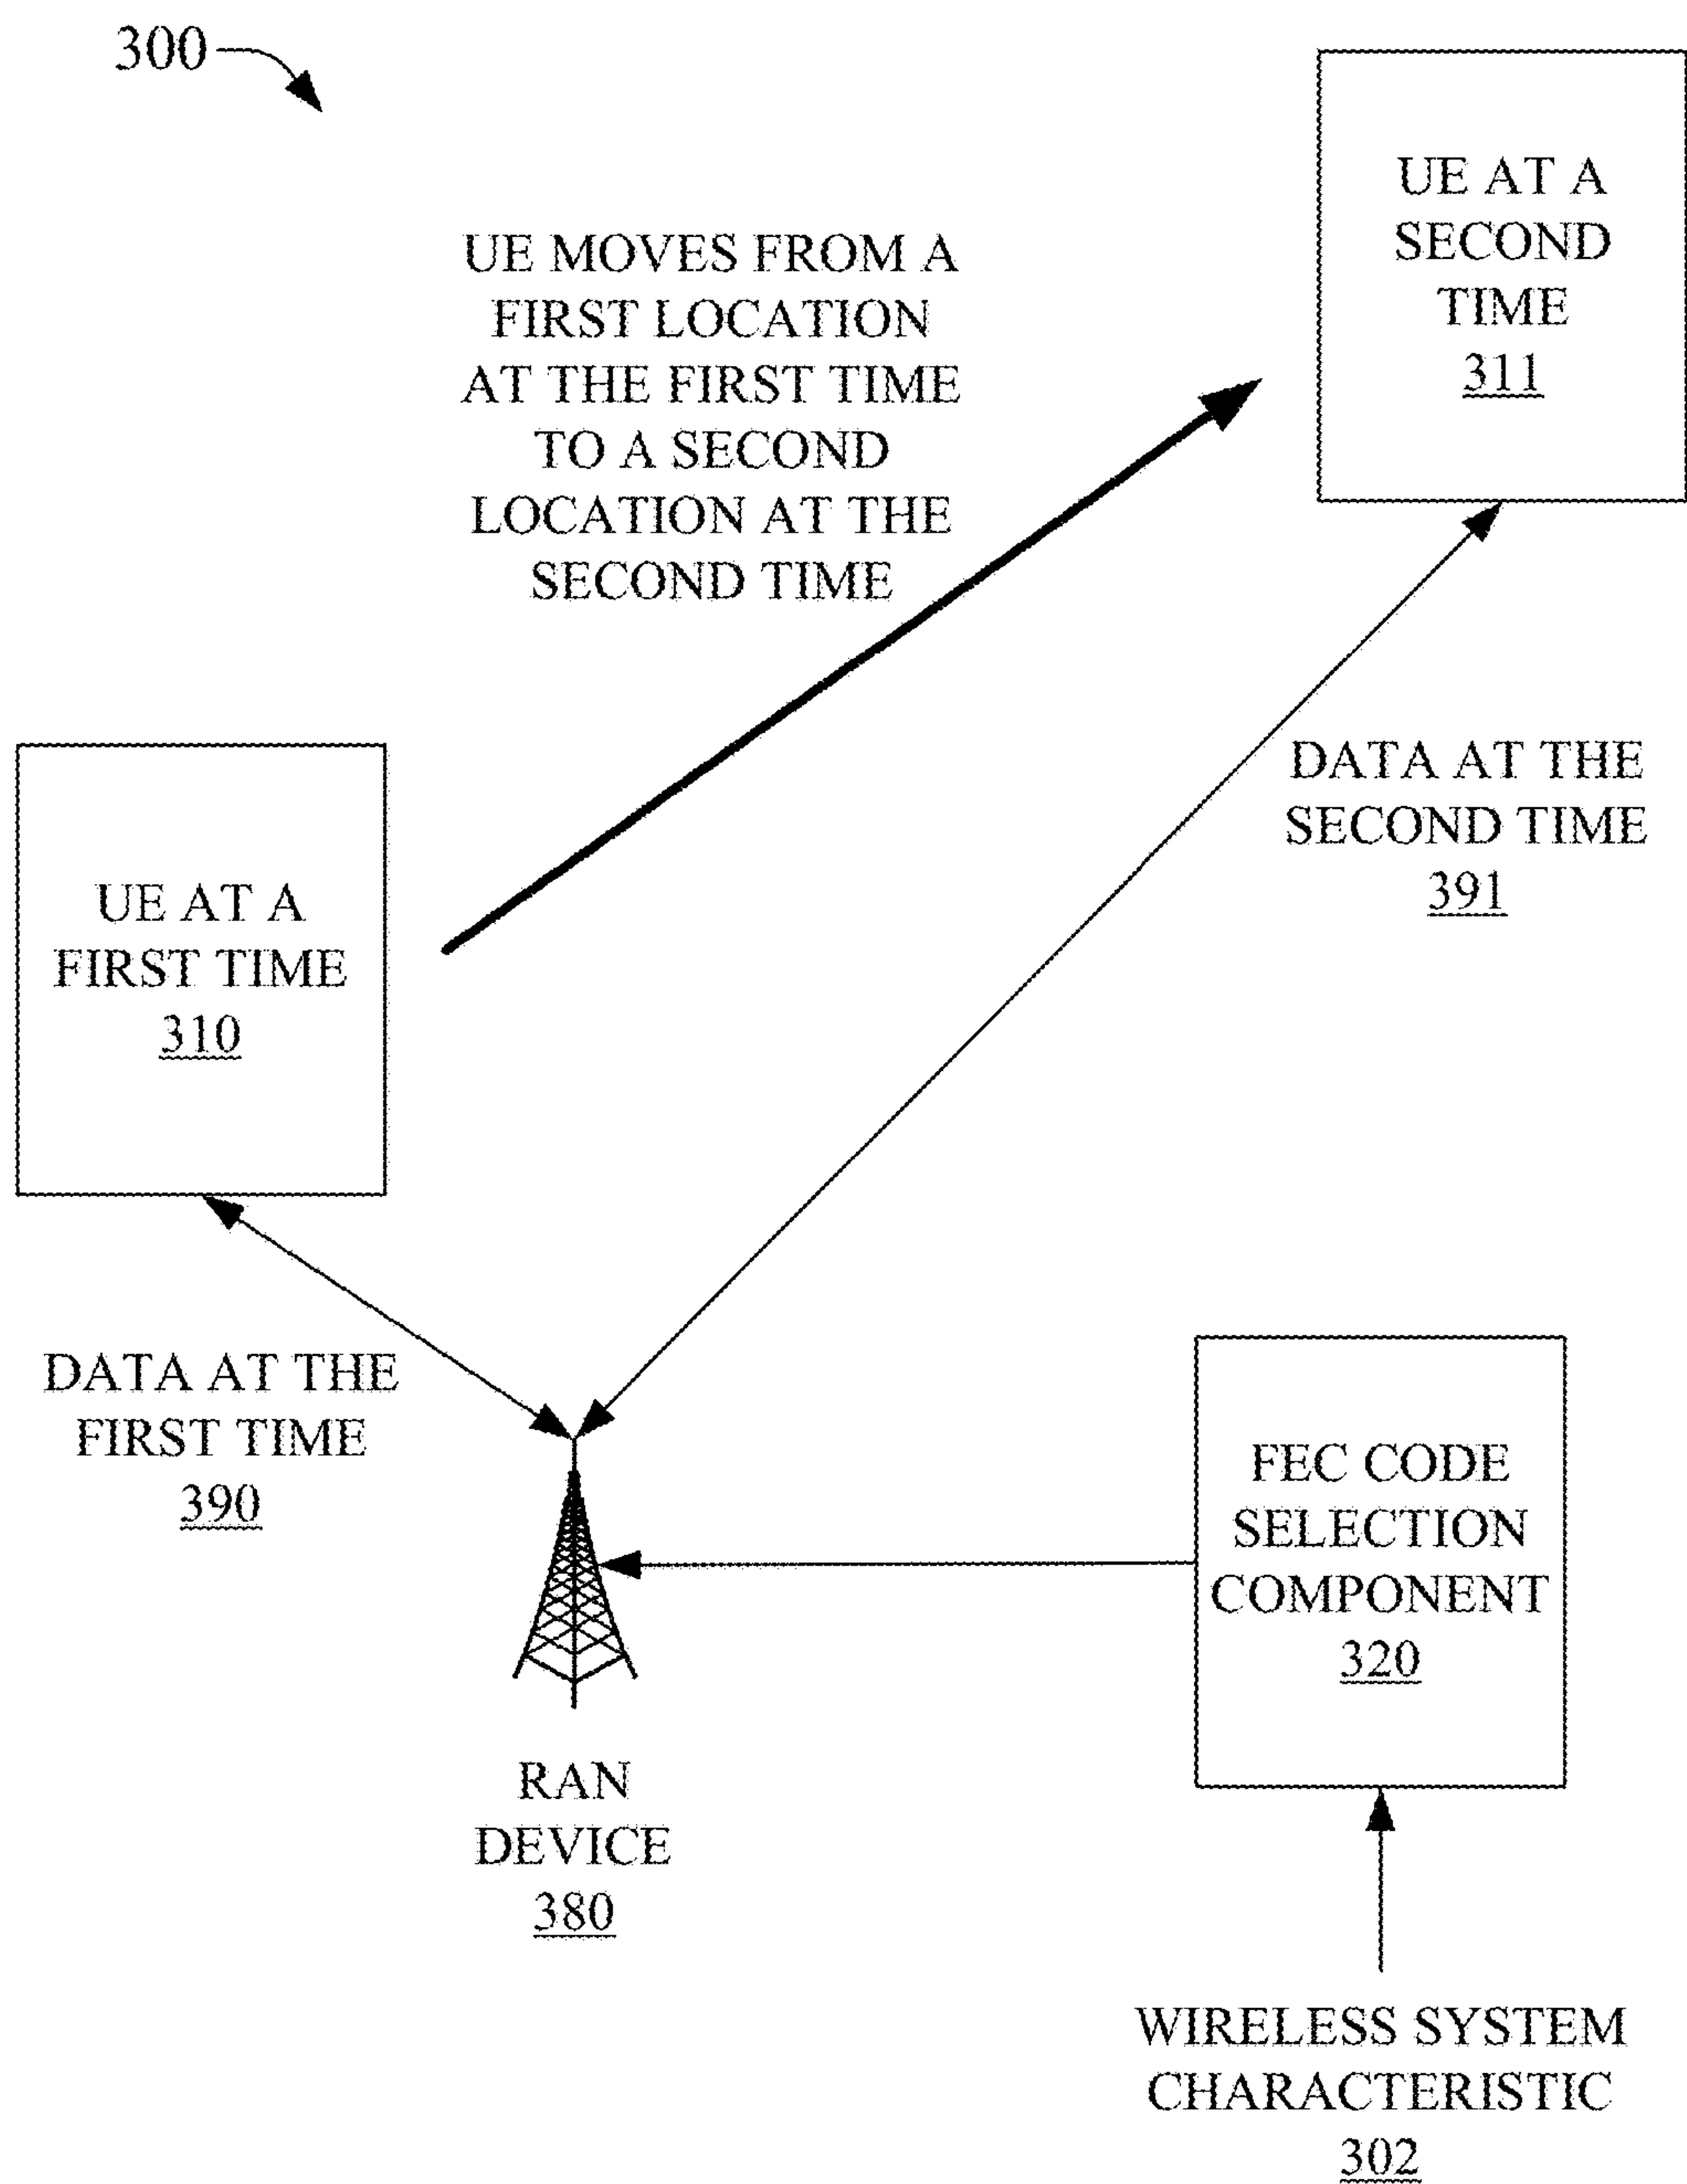 300
UE AT A
SECOND
TIME
311
UE MOVES FROM A
FIRST LOCATION
AT THE FIRST TIME
TO A SECOND
LOCATION AT THE
SECOND TIME
DATA AT THE
SECOND TIME
391
UE AT A
FIRST TIME
310
DATA AT THE
FIRST TIME
390
FEC CODE
SELECTION
COMPONENT
320
RAN
DEVICE
380
WIRELESS SYSTEM
CHARACTERISTIC
302